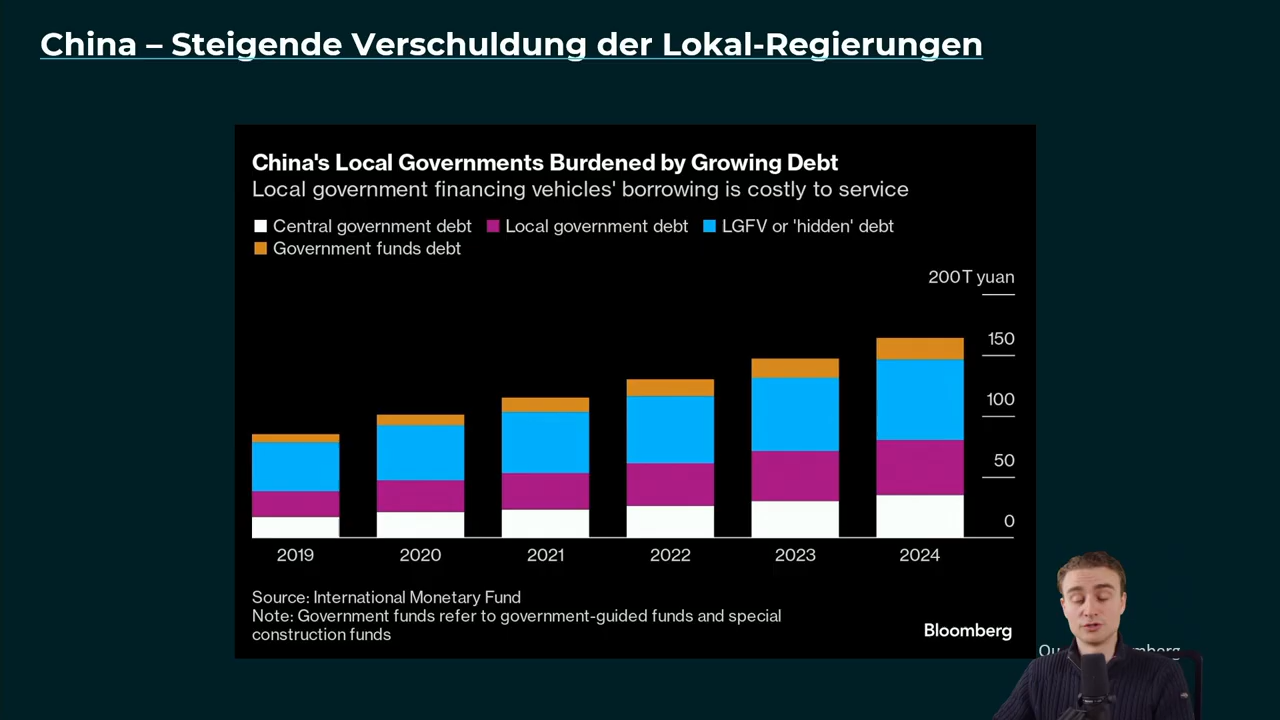 China – Steigende Verschuldung der Lokal-Regierungen
China's Local Governments Burdened by Growing Debt
Local government financing vehicles' borrowing is costly to service
Central government debt Local government debt LGFV or 'hidden' debt
Government funds debt
200T yuan
150
100
50
0
2019 2020 2021 2022 2023 2024
Source: International Monetary Fund
Note: Government funds refer to government-guided funds and special
construction funds
Bloomberg